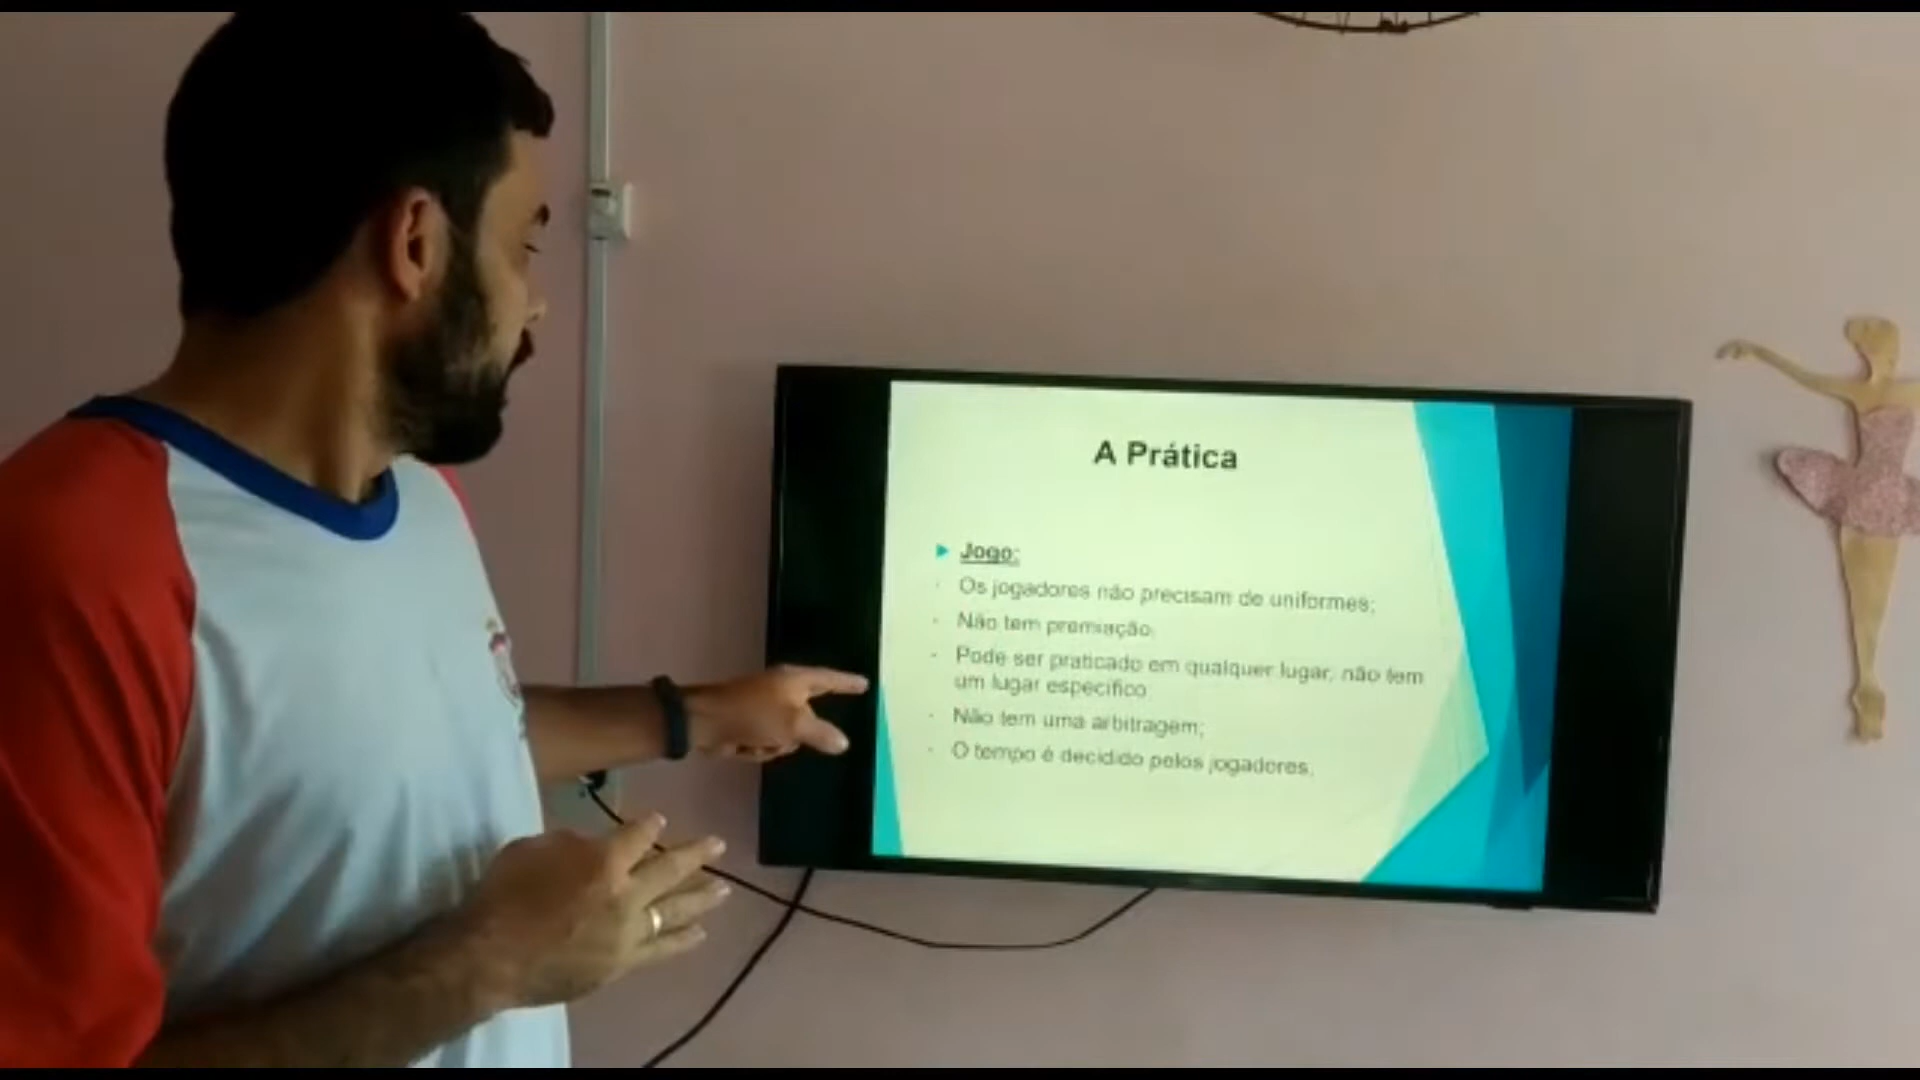 A Prática
Jogo:
- Os jogadores não precisam de uniformes;
- Não tem premiação;
- Pode ser praticado em qualquer lugar, não tem
um lugar específico
- Não tem uma arbitragem;
- O tempo é decidido pelos jogadores;